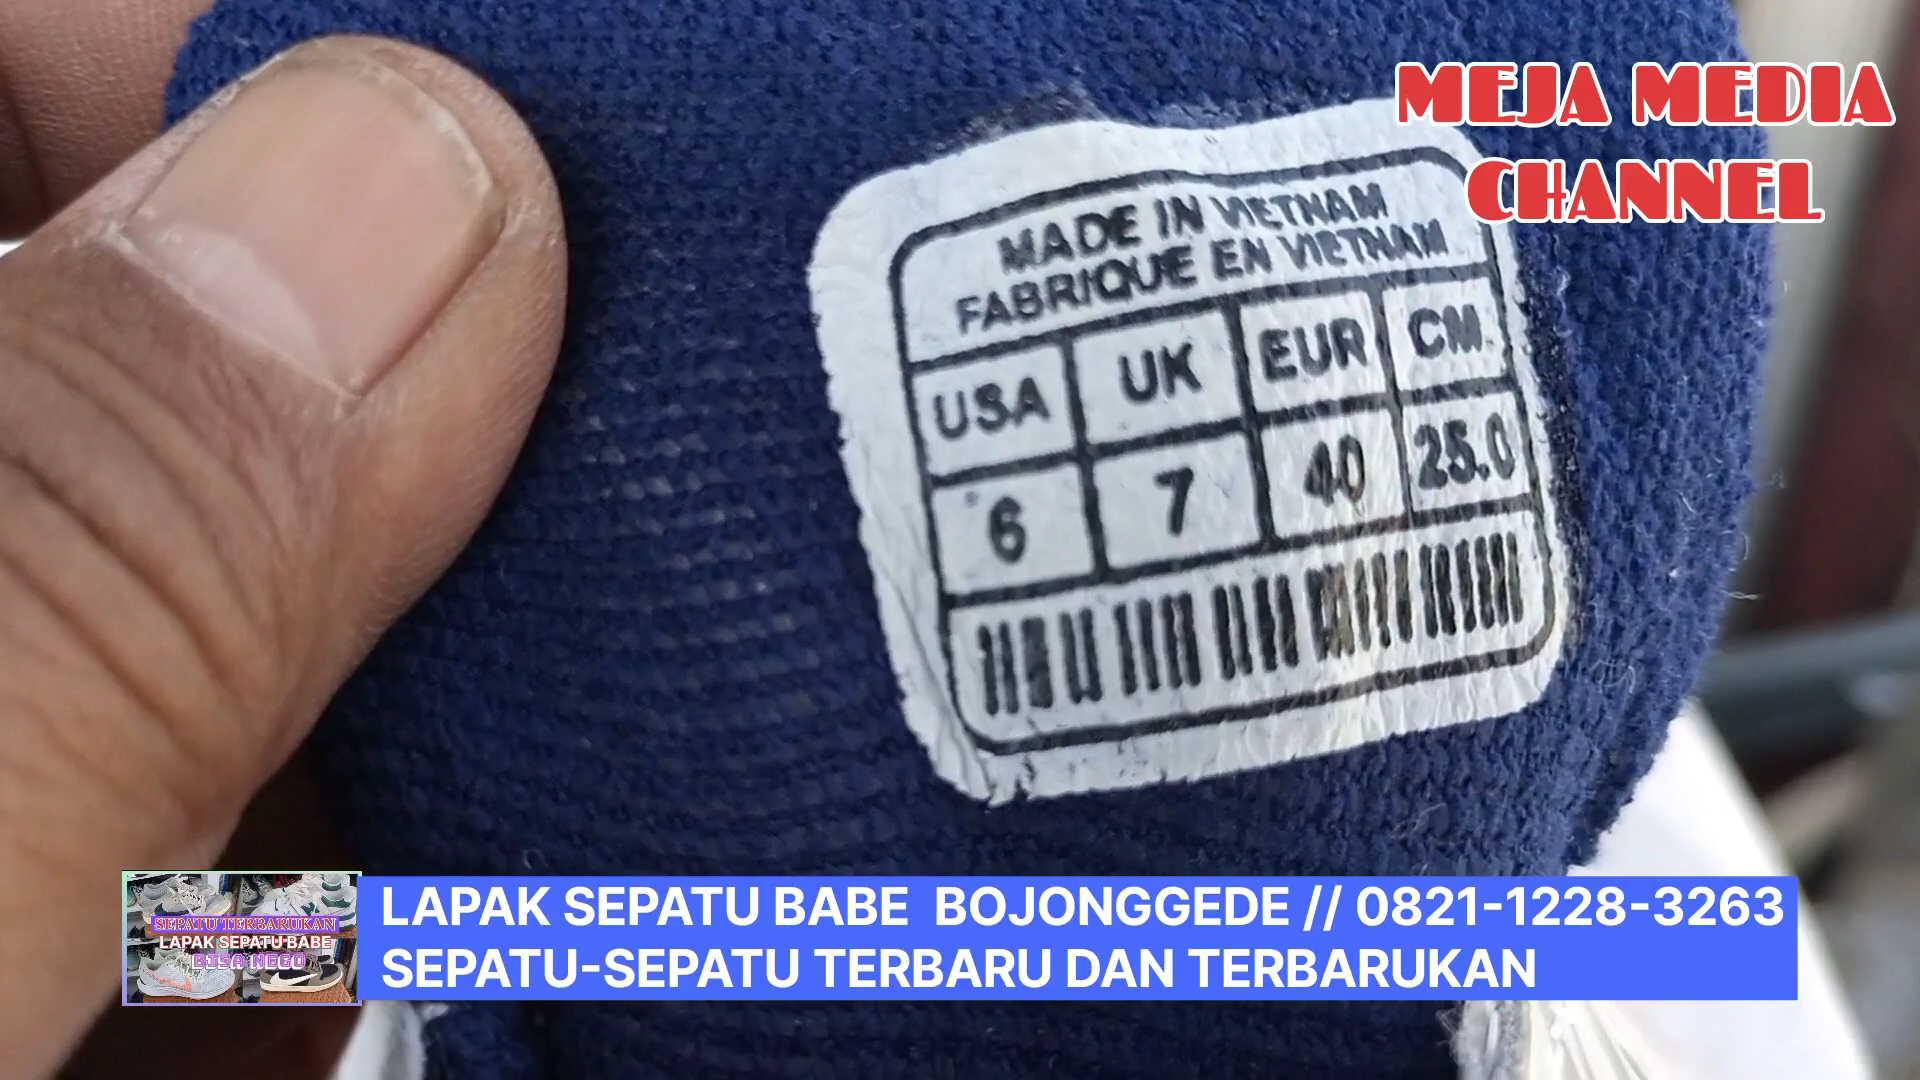 MEJA MEDIA
CHANNEL
MADE IN VIETNAM
FABRIQUE EN VIETNAM
USA UK EUR CM
6 7 40 25.0
SEPATU TERBARUKAN
LAPAK SEPATU BABE
BISA NEGO
LAPAK SEPATU BABE BOJONGGEDE // 0821-1228-3263
SEPATU-SEPATU TERBARU DAN TERBARUKAN